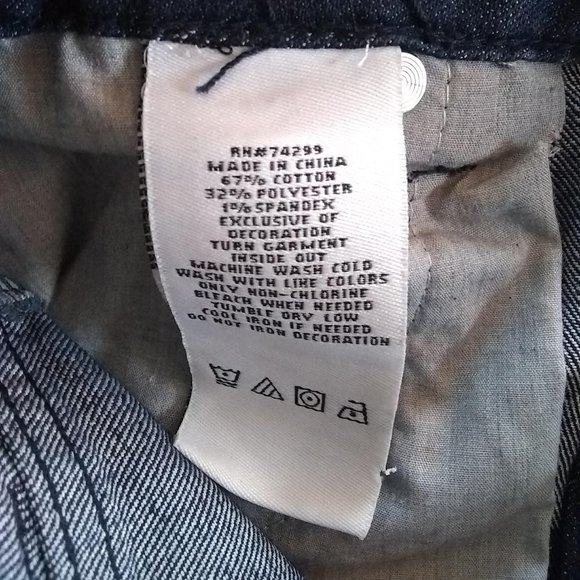 RN#74299
MADE IN CHINA
67% COTTON
32% POLYESTER
1% SPANDEX
EXCLUSIVE OF
DECORATION
TURN GARMENT
INSIDE OUT
MACHINE WASH COLD
WASH WITH LIKE COLORS
ONLY NON-CHLORINE
BLEACH WHEN NEEDED
TUMBLE DRY LOW
COOL IRON IF NEEDED
DO NOT IRON DECORATION